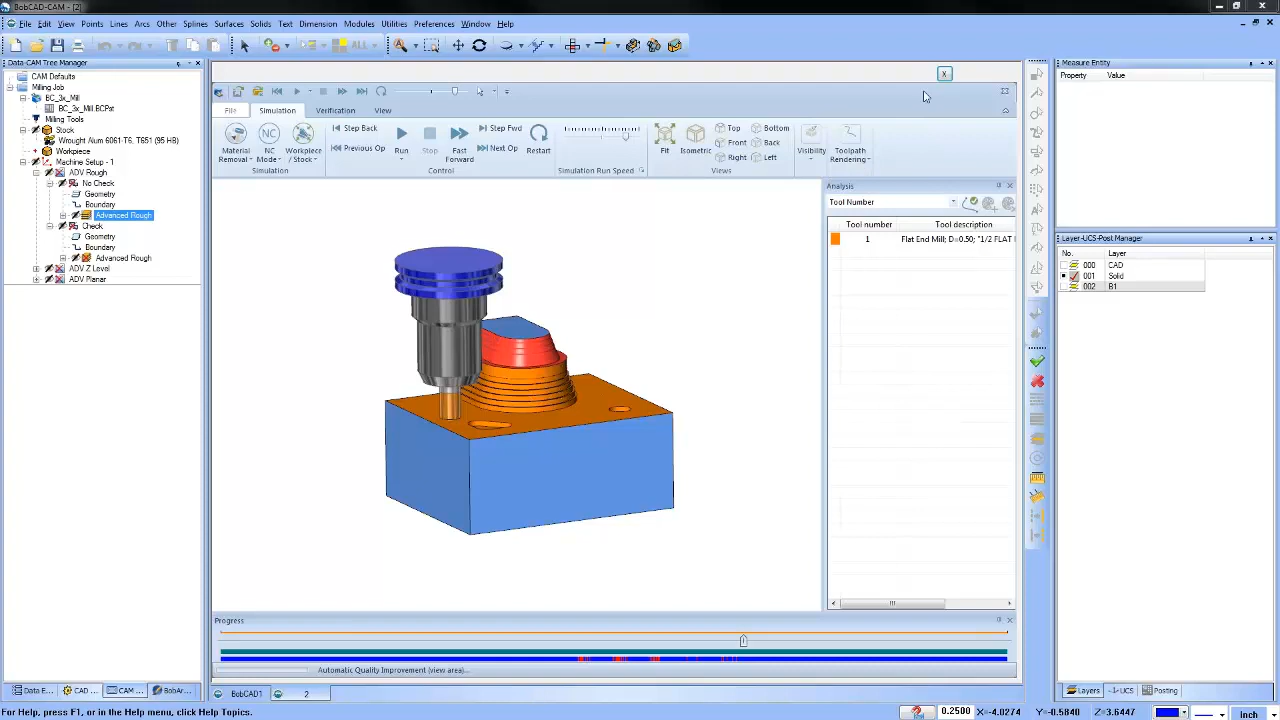 BobCAD-CAM - [2]
File Edit View Points Lines Arcs Other Splines Surfaces Solids Text Dimension Modules Utilities Preferences Window Help
ALL
Data-CAM Tree Manager
CAM Defaults
Milling Job
BC_3x_Mill
BC_3x_Mill.BCPst
Milling Tools
Stock
Wrought Alum 6061-T6, T651 (95 HB)
Workpiece
Machine Setup - 1
ADV Rough
No Check
Geometry
Boundary
Advanced Rough
Check
Geometry
Boundary
Advanced Rough
ADV Z Level
ADV Planar
Data E... CAD... CAM ... BobAr...
File Simulation Verification View
Material Removal
NC Mode
Workpiece / Stock
Simulation
Step Back
Previous Op
Run
Stop
Fast Forward
Step Fwd
Next Op
Restart
Control
Simulation Run Speed
Fit
Isometric
Top
Front
Right
Bottom
Back
Left
Views
Visibility
Toolpath Rendering
Analysis
Tool Number
Tool number Tool description
1 Flat End Mill; D=0.50; "1/2 FLAT
Progress
Automatic Quality Improvement (view area)...
BobCAD1 2
Measure Entity
Property Value
Layer-UCS-Post Manager
No. Layer
000 CAD
001 Solid
002 B1
Layers UCS Posting
For Help, press F1, or in the Help menu, click Help Topics.
0.2500 X=-4.0274 Y=-0.5840 Z=3.6447 Inch